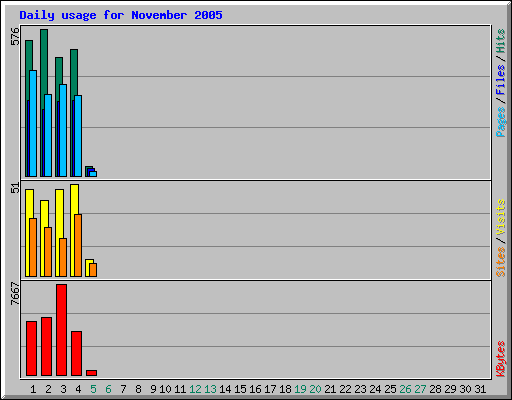 Daily usage for November 2005
576
Pages / Files / Hits
51
Sites / Visits
7667
KBytes
1 2 3 4 5 6 7 8 9 10 11 12 13 14 15 16 17 18 19 20 21 22 23 24 25 26 27 28 29 30 31